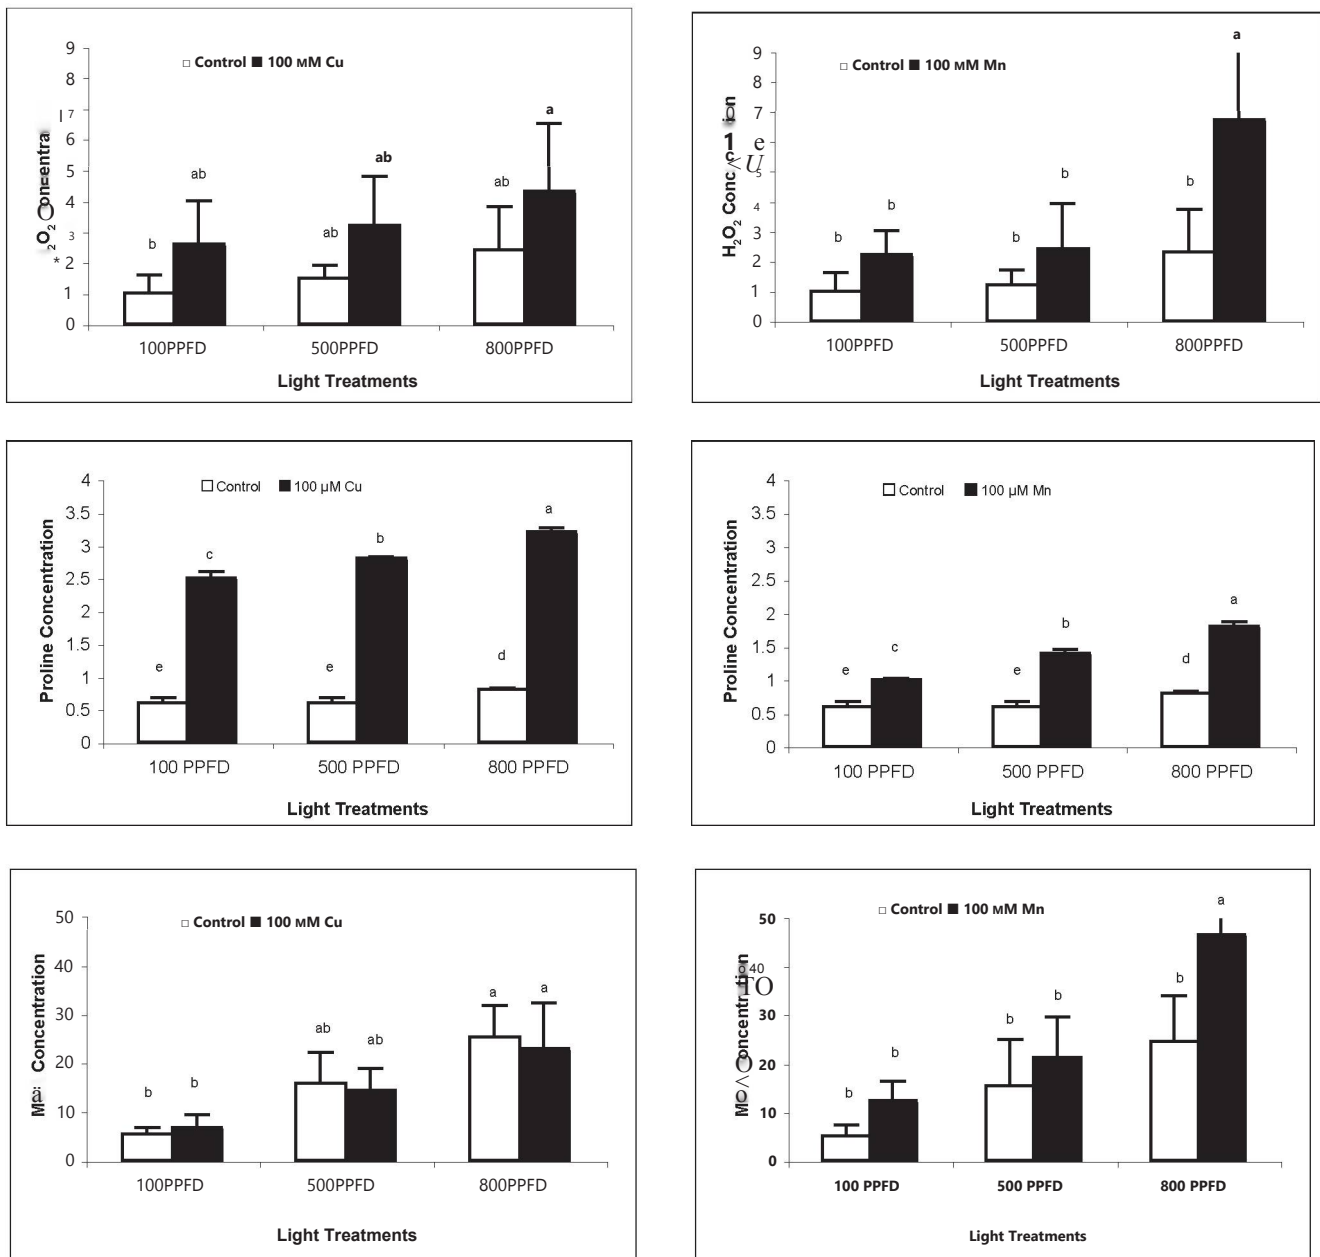 □ Control ■ 100 мM Cu
9
8
7
6
5
4
3
2
1
0
b
ab
ab
ab
ab
a
100PPFD
500PPFD
800PPFD
Light Treatments
□ Control ■ 100 мM Mn
H₂O₂ Conc
9
8
7
6
5
4
3
2
1
0
b
b
b
b
b
a
100PPFD
500PPFD
800PPFD
Light Treatments
Control 100 µM Cu
Proline Concentration
4
3.5
3
2.5
2
1.5
1
0.5
0
e
c
e
b
d
a
100 PPFD
500 PPFD
800 PPFD
Light Treatments
Control 100 µM Mn
Proline Concentration
4
3.5
3
2.5
2
1.5
1
0.5
0
e
c
e
b
d
a
100 PPFD
500 PPFD
800 PPFD
Light Treatments
□ Control ■ 100 мM Cu
Concentration
50
40
30
20
10
0
b
b
ab
ab
a
a
100PPFD
500PPFD
800PPFD
Light Treatments
□ Control ■ 100 мM Mn
50
40
30
20
10
0
b
b
b
b
b
a
100 PPFD
500 PPFD
800 PPFD
Light Treatments